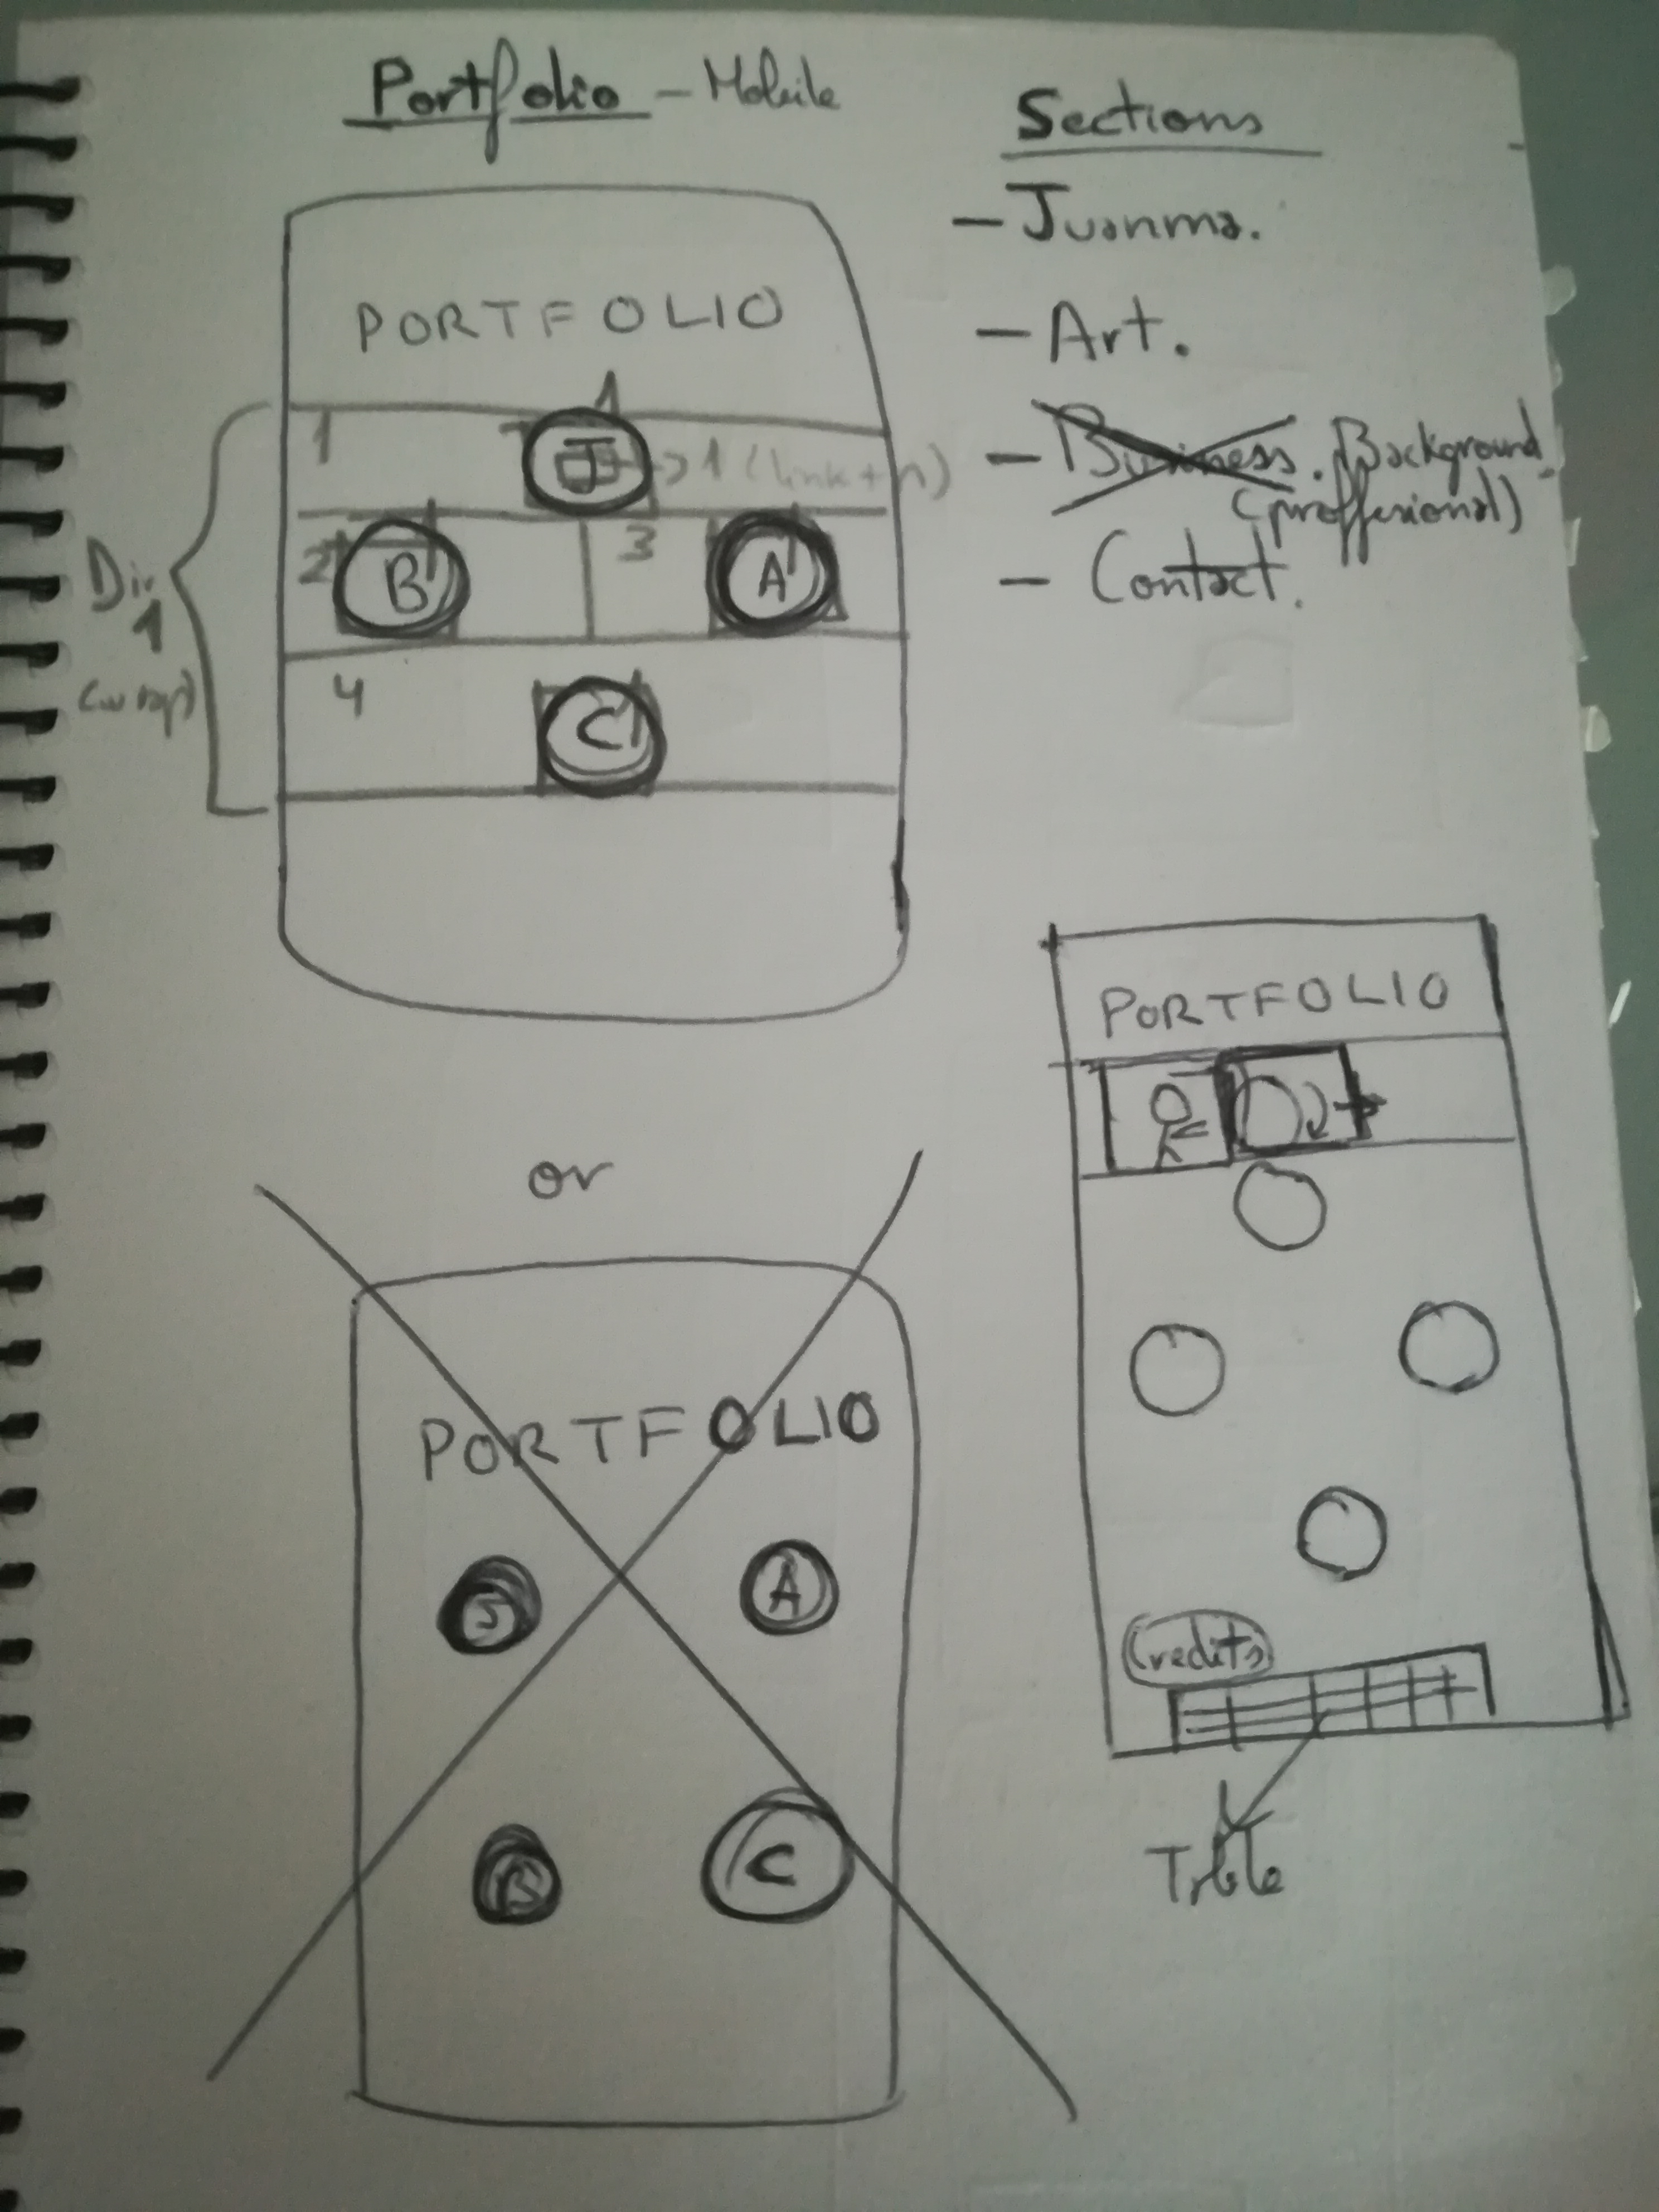 Portfolio - Mobile
Sections
- Juanma.
- Art.
- Business. Background
(proffesional)
- Contact.
PORTFOLIO
1
1
J
1 (link + n)
2
B
3
A
Div
1
(wrap)
4
C
or
PORTFOLIO
J
A
B
C
PORTFOLIO
Credits
Table